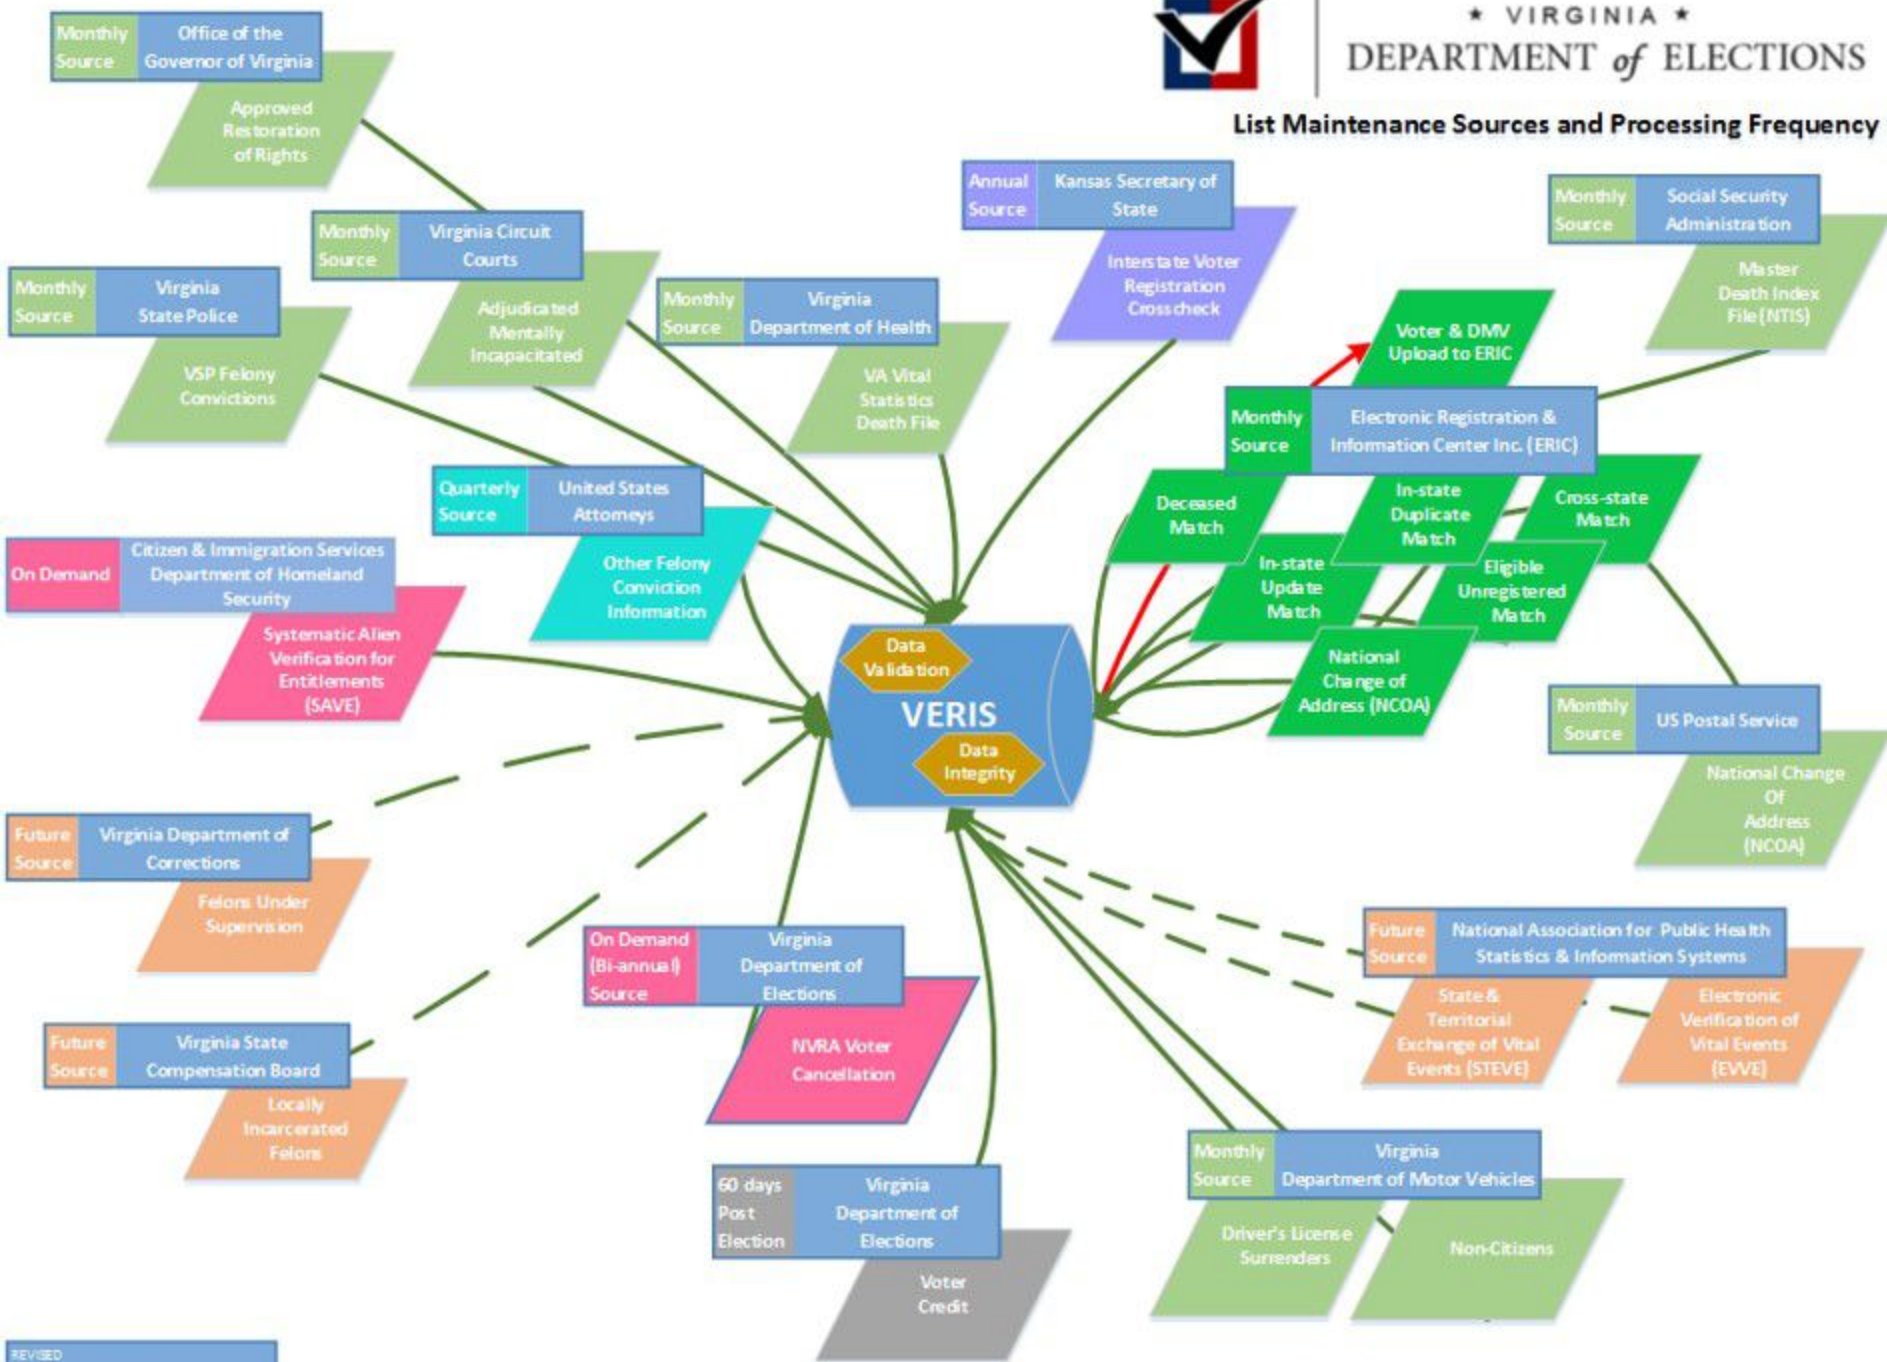 ★ VIRGINIA ★
DEPARTMENT of ELECTIONS
List Maintenance Sources and Processing Frequency
Monthly
Source
Office of the
Governor of Virginia
Approved
Restoration
of Rights
Monthly
Source
Virginia Circuit
Courts
Adjudicated
Mentally
Incapacitated
Monthly
Source
Virginia
State Police
VSP Felony
Convictions
Monthly
Source
Virginia
Department of Health
VA Vital
Statistics
Death File
Annual
Source
Kansas Secretary of
State
Interstate Voter
Registration
Crosscheck
Monthly
Source
Social Security
Administration
Master
Death Index
File (NTIS)
Voter & DMV
Upload to ERIC
Monthly
Source
Electronic Registration &
Information Center Inc. (ERIC)
Deceased
Match
In-state
Duplicate
Match
Cross-state
Match
In-state
Update
Match
Eligible
Unregistered
Match
National
Change of
Address (NCOA)
Quarterly
Source
United States
Attorneys
Other Felony
Conviction
Information
On Demand
Citizen & Immigration Services
Department of Homeland
Security
Systematic Alien
Verification for
Entitlements
(SAVE)
Data
Validation
VERIS
Data
Integrity
Monthly
Source
US Postal Service
National Change
Of
Address
(NCOA)
Future
Source
Virginia Department of
Corrections
Felons Under
Supervision
On Demand
(Bi-annual)
Source
Virginia
Department of
Elections
NVRA Voter
Cancellation
Future
Source
National Association for Public Health
Statistics & Information Systems
State &
Territorial
Exchange of Vital
Events (STEVE)
Electronic
Verification of
Vital Events
(EVVE)
Future
Source
Virginia State
Compensation Board
Locally
Incarcerated
Felons
60 days
Post
Election
Virginia
Department of
Elections
Voter
Credit
Monthly
Source
Virginia
Department of Motor Vehicles
Driver's License
Surrenders
Non-Citizens
REVISED